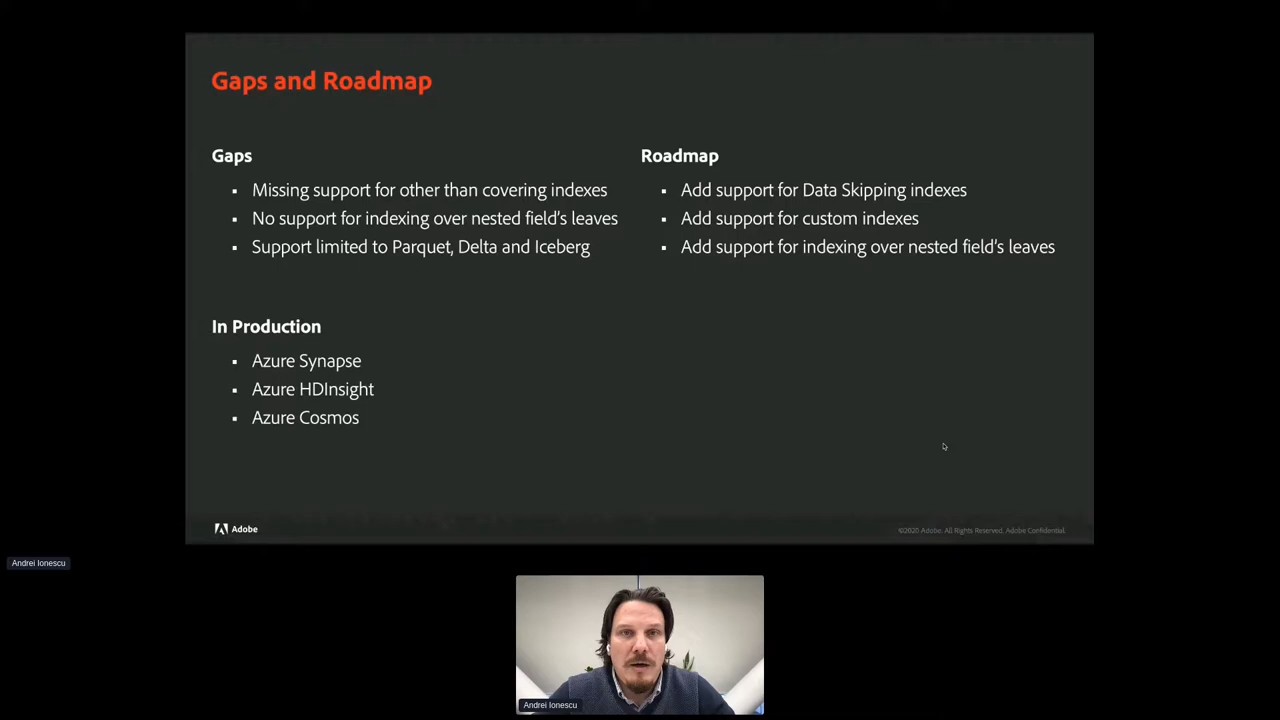 Gaps and Roadmap
Gaps
Missing support for other than covering indexes
No support for indexing over nested field's leaves
Support limited to Parquet, Delta and Iceberg
Roadmap
Add support for Data Skipping indexes
Add support for custom indexes
Add support for indexing over nested field's leaves
In Production
Azure Synapse
Azure HDInsight
Azure Cosmos
Adobe
©2020 Adobe. All Rights Reserved. Adobe Confidential.
Andrei Ionescu
Andrei Ionescu